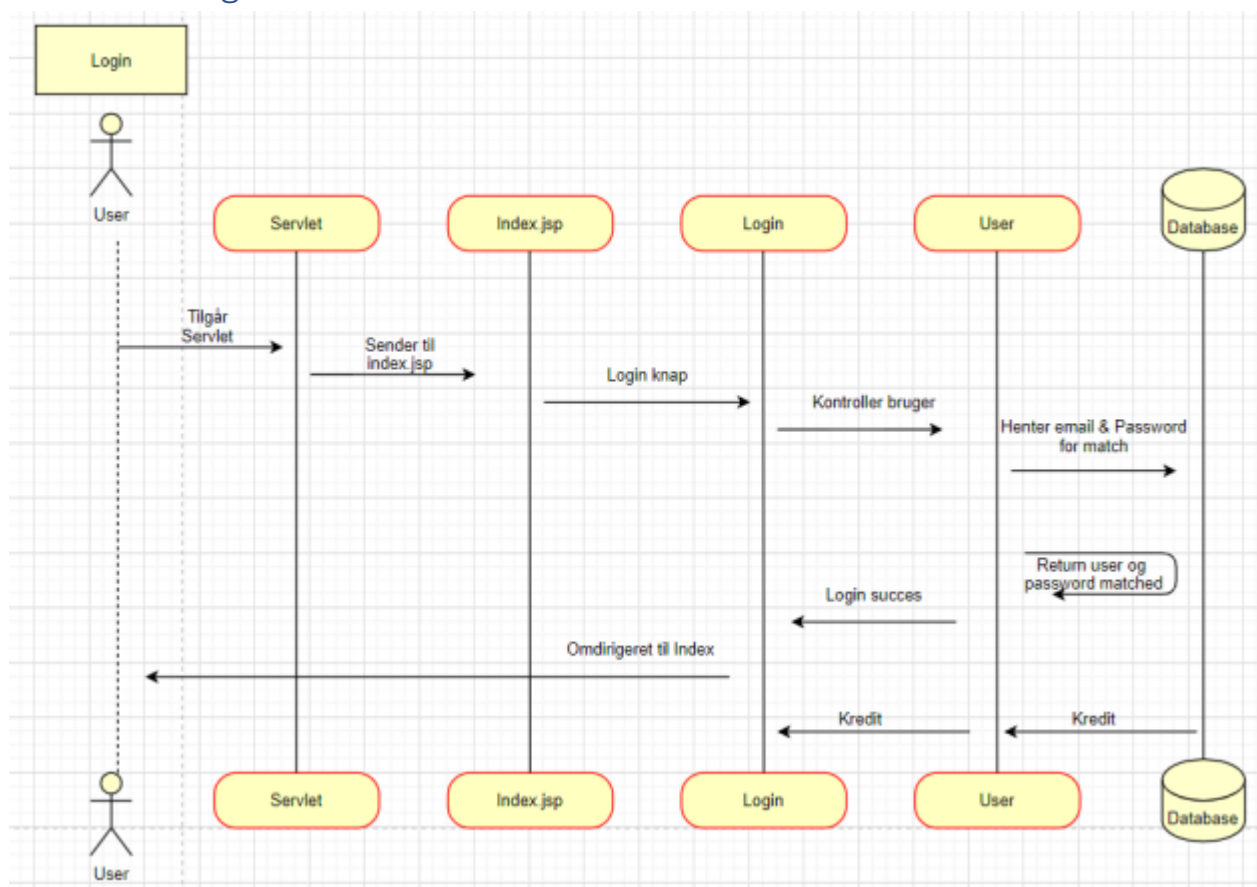 Login
User
Servlet
Index.jsp
Login
User
Database
Tilgår
Servlet
Sender til
index.jsp
Login knap
Kontroller bruger
Henter email & Password
for match
Return user og
password matched
Login succes
Omdirigeret til Index
Kredit
Kredit
Servlet
Index.jsp
Login
User
Database
User